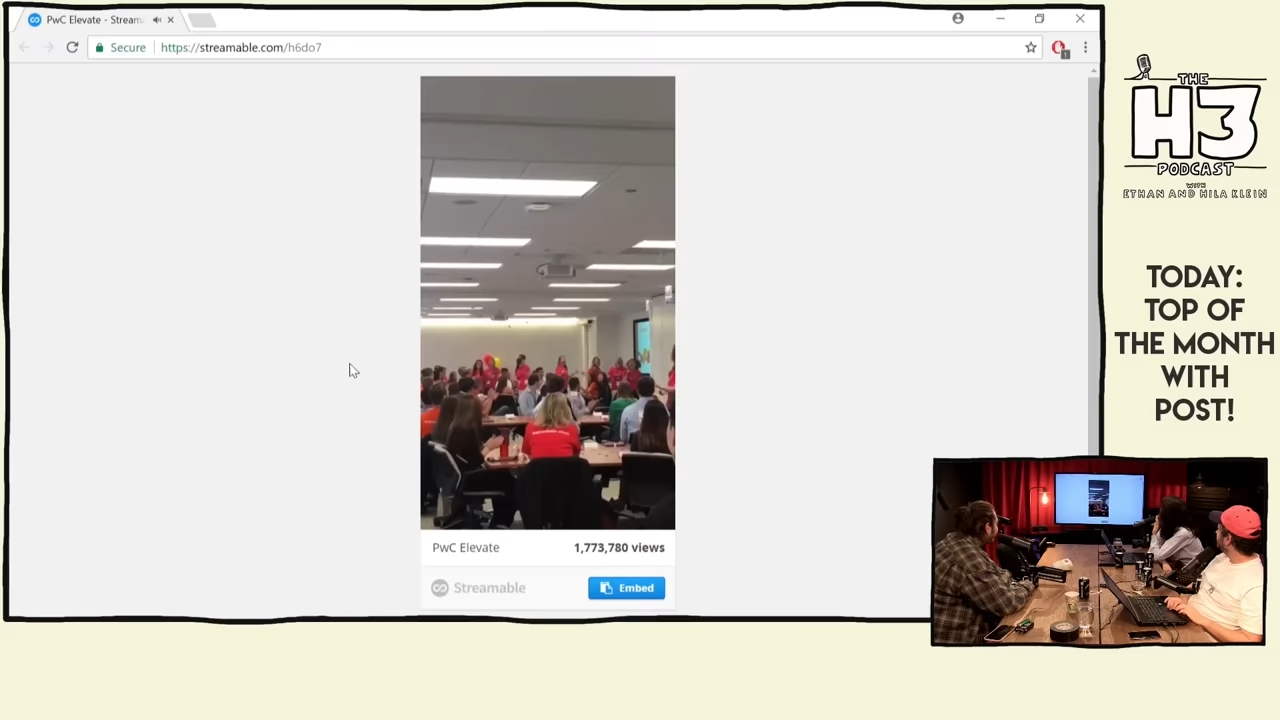 PwC Elevate - Stream
Secure
https://streamable.com/h6do7
1
PwC Elevate
1,773,780 views
Streamable
Embed
THE
H3
PODCAST
WITH
ETHAN AND HILA KLEIN
TODAY:
TOP OF
THE MONTH
WITH
POST!